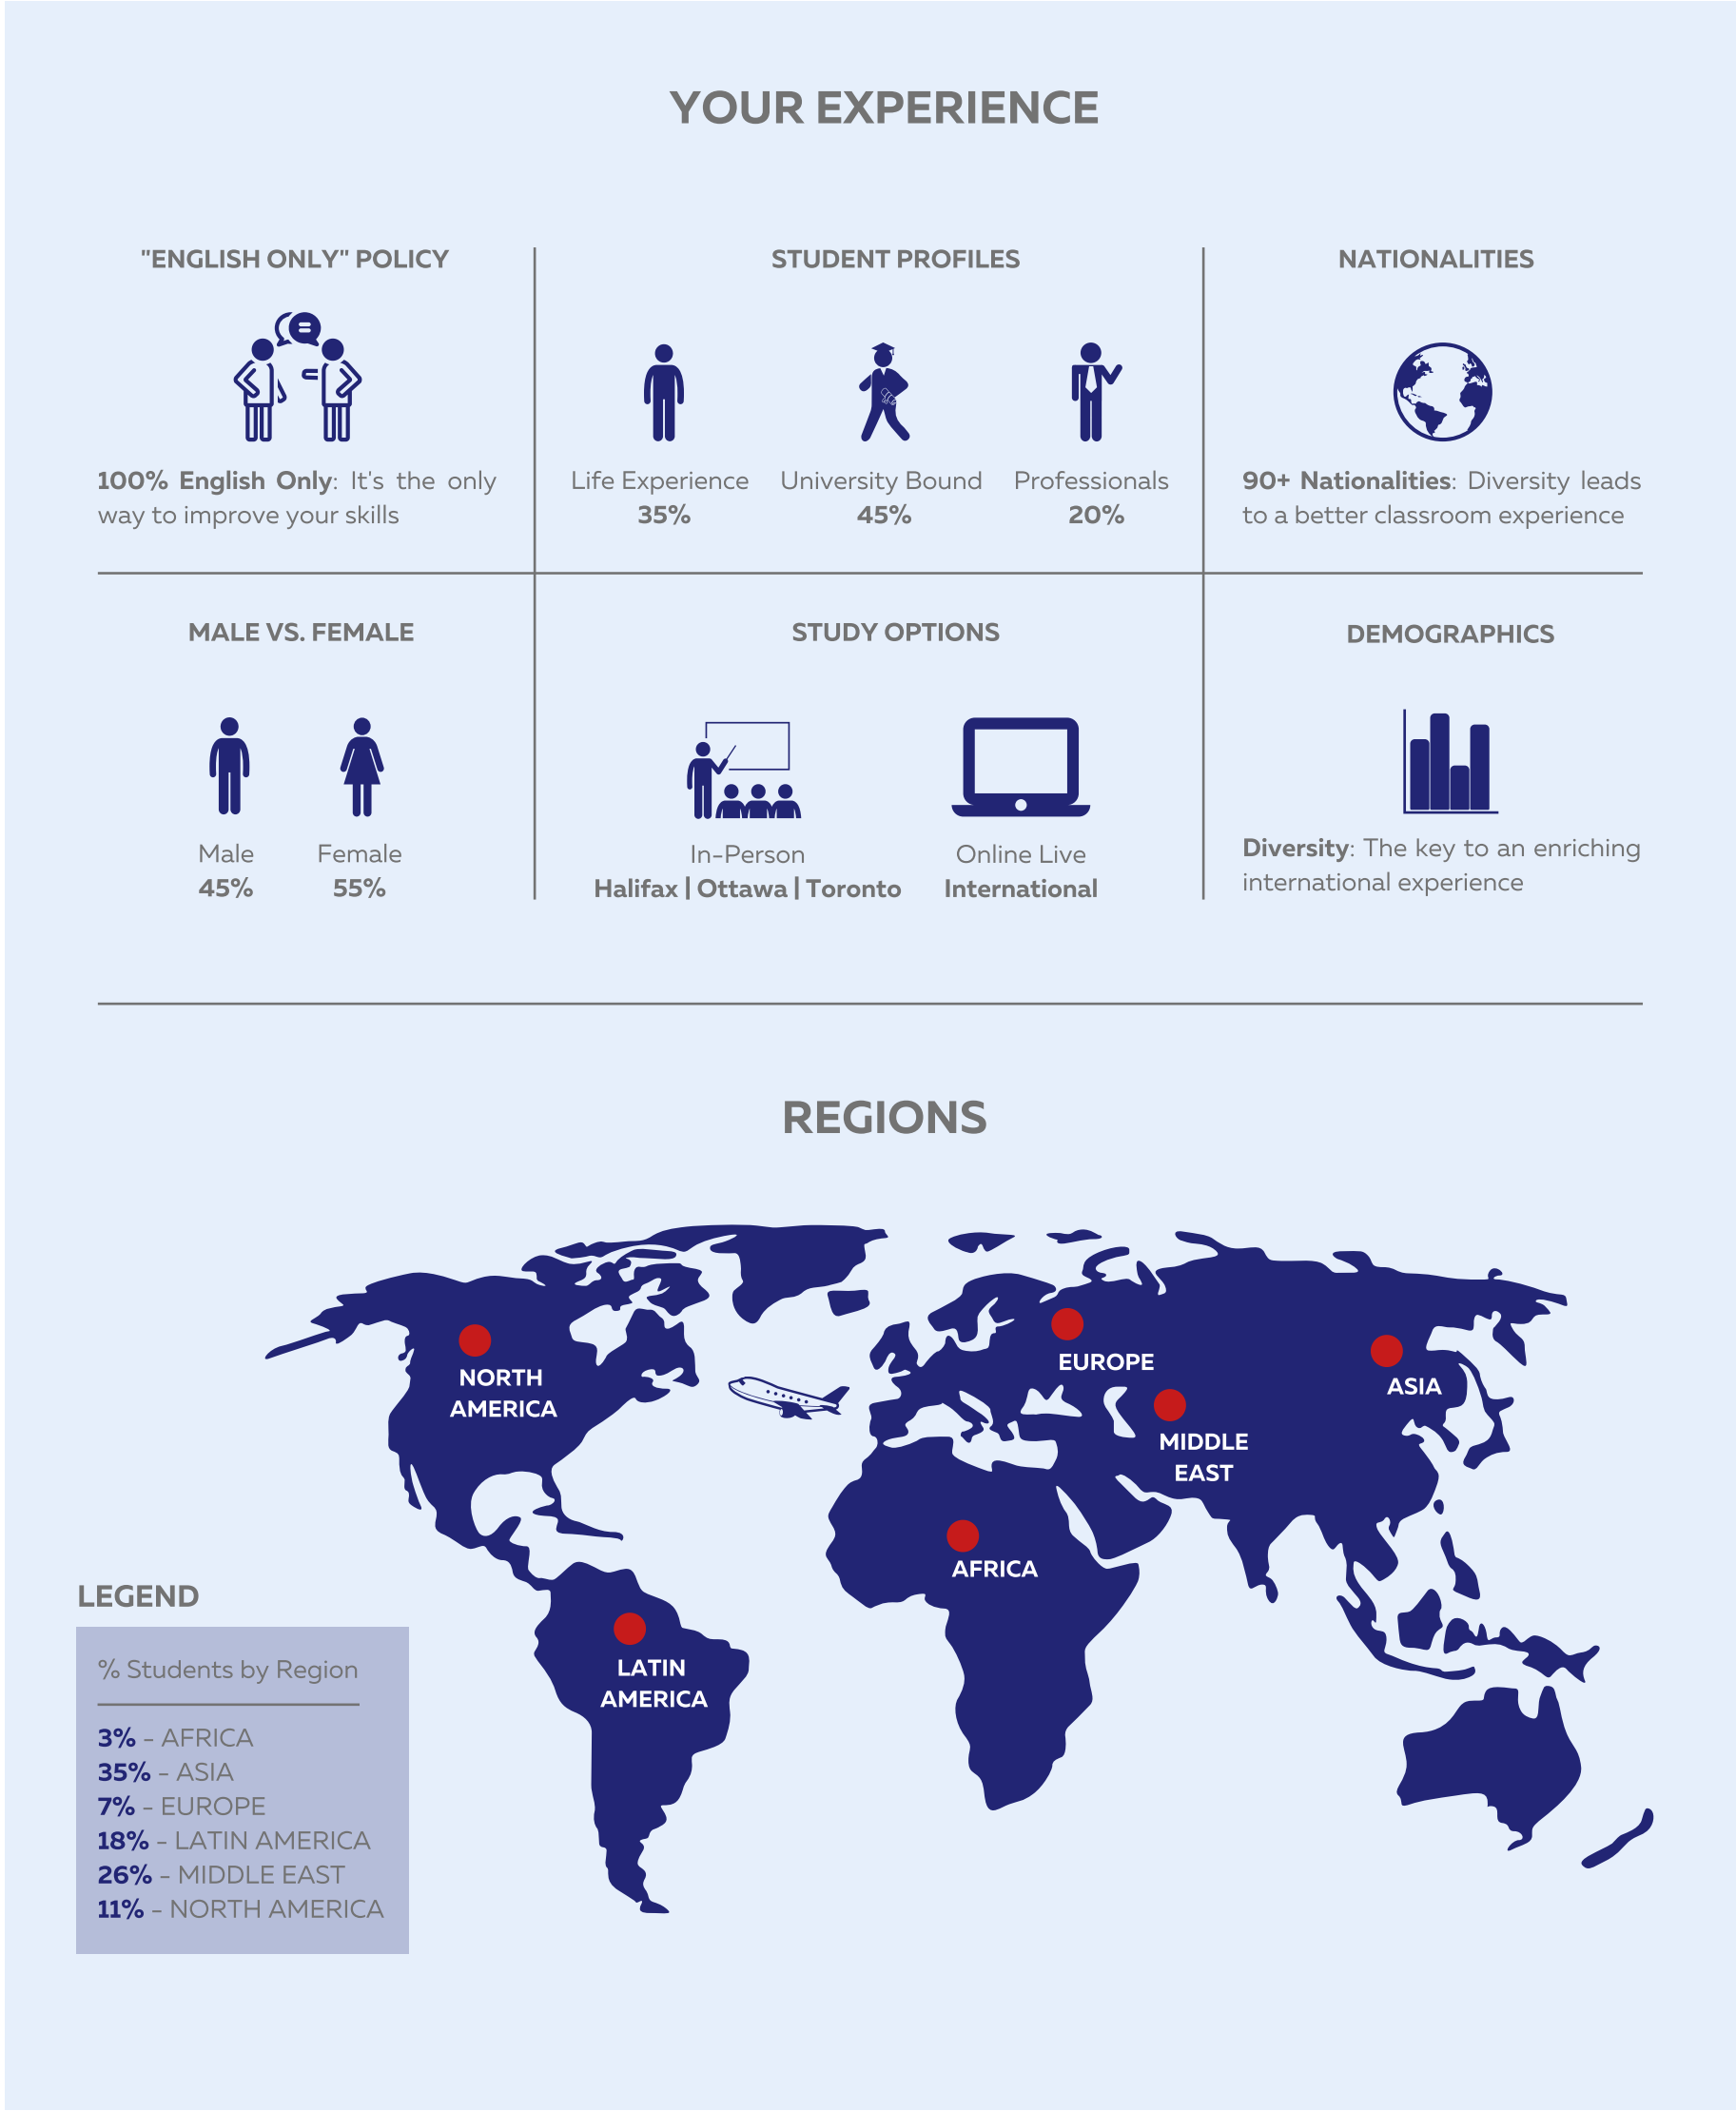 YOUR EXPERIENCE
"ENGLISH ONLY" POLICY
100% English Only: It's the only
way to improve your skills
STUDENT PROFILES
Life Experience
35%
University Bound
45%
Professionals
20%
NATIONALITIES
90+ Nationalities: Diversity leads
to a better classroom experience
MALE VS. FEMALE
Male
45%
Female
55%
STUDY OPTIONS
In-Person
Halifax | Ottawa | Toronto
Online Live
International
DEMOGRAPHICS
Diversity: The key to an enriching
international experience
REGIONS
NORTH
AMERICA
EUROPE
ASIA
MIDDLE
EAST
AFRICA
LATIN
AMERICA
LEGEND
% Students by Region
3% - AFRICA
35% - ASIA
7% - EUROPE
18% - LATIN AMERICA
26% - MIDDLE EAST
11% - NORTH AMERICA